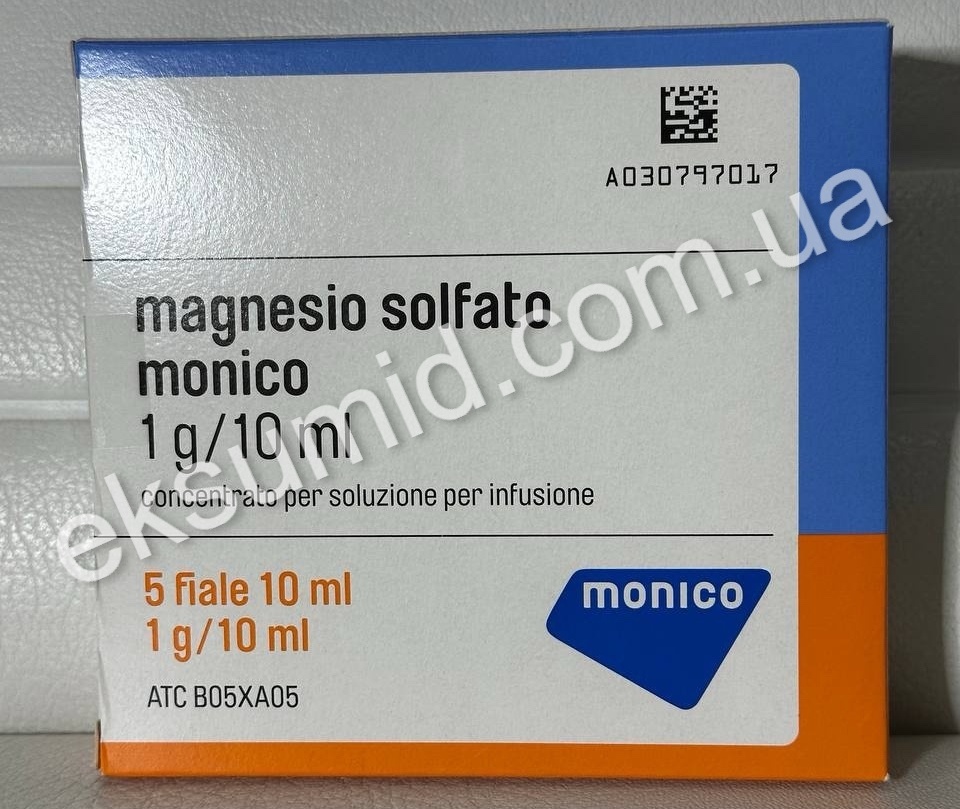 A030797017
magnesio solfato
monico
1 g/10 ml
concentrato per soluzione per infusione
5 fiale 10 ml
1 g/10 ml
monico
ATC B05XA05
eksumid.com.ua